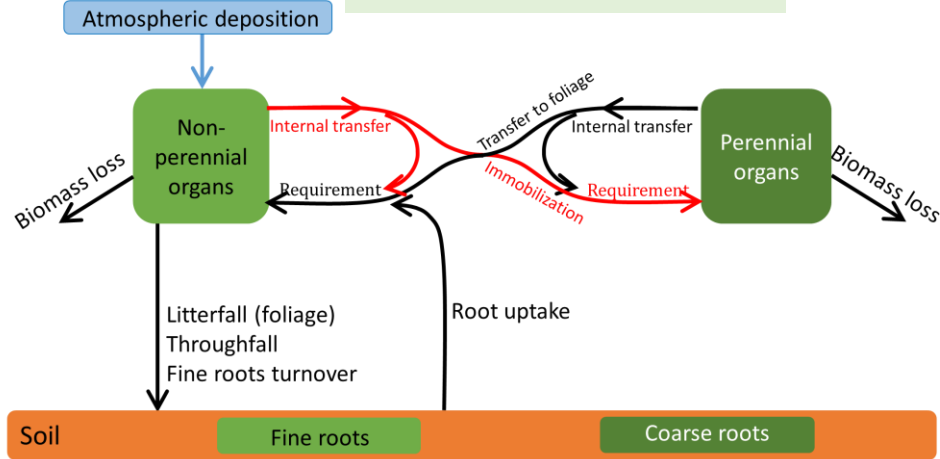 Atmospheric deposition
Non-
perennial
organs
Internal transfer
Requirement
Transfer to foliage
Immobilization
Internal transfer
Requirement
Perennial
organs
Biomass loss
Biomass loss
Litterfall (foliage)
Throughfall
Fine roots turnover
Root uptake
Soil
Fine roots
Coarse roots